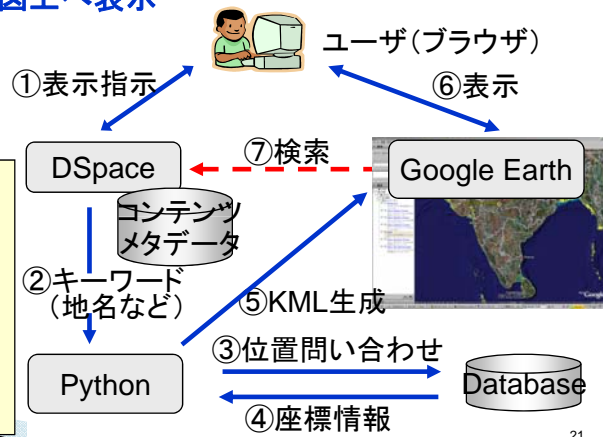 図上へ表示
ユーザ(ブラウザ)
①表示指示
⑥表示
DSpace
⑦検索
Google Earth
コンテンツ
メタデータ
②キーワード
(地名など)
⑤KML生成
③位置問い合わせ
Python
Database
④座標情報
21